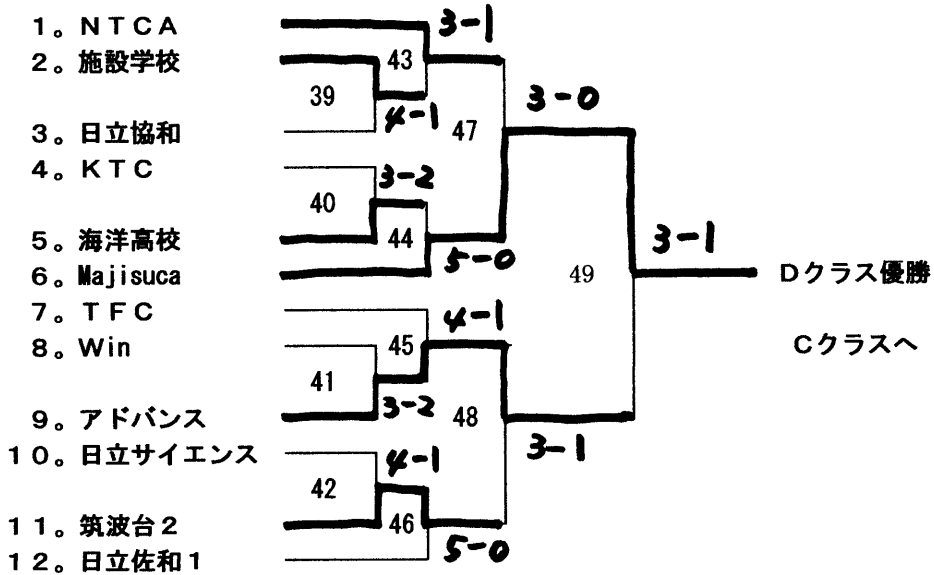 1。NTCA
3-1
43
2。施設学校
39
4-1
3-0
47
3。日立協和
4。KTC
3-2
40
5。海洋高校
44
5-0
3-1
49
6。Majisuca
Dクラス優勝
7。TFC
4-1
8。Win
45
Cクラスへ
41
3-2
48
9。アドバンス
3-1
10。日立サイエンス
4-1
42
11。筑波台2
46
5-0
12。日立佐和1